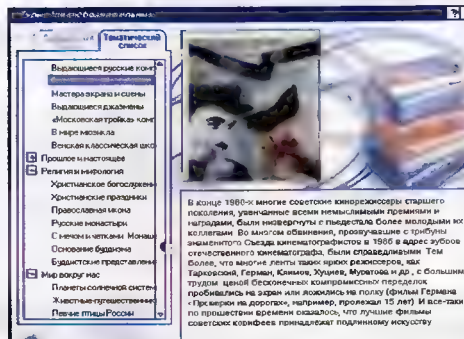 Тематический
список
Выдающиеся русские комп
Мастера экрана и сцены
Выдающиеся джазмены
«Московская тройка» комп
В мире мюзикла
Венская классическая шко
Прошлое и настоящее
Религия и мифология
Христианское богослужени
Христианские праздники
Православная икона
Русские монастыри
С мечом и четками Монаше
Основание буддизма
Буддистские представлени
Мир вокруг нас
Планеты солнечной систем
Животные-путешественник
Певчие птицы России
В конце 1980-х многие советские кинорежиссеры старшего
поколения, увенчанные всеми немыслимыми премиями и
наградами, были низвергнуты с пьедестала более молодыми их
коллегами. Во многом обвинения, прозвучавшие с трибуны
знаменитого Съезда кинематографистов в 1986 в адрес зубров
отечественного кинематографа, были справедливыми Тем
более, что многие ленты таких ярких режиссеров, как
Тарковский, Герман, Климов, Хуциев, Муратова и др, с большим
трудом ценой бесконечных компромиссных переделок
пробивались на экран или ложились на полку (фильм Германа
«Проверки на дорогах», например, пролежал 15 лет) И все-таки
по прошествии времени оказалось, что лучшие фильмы
советских корифеев принадлежат подлинному искусству